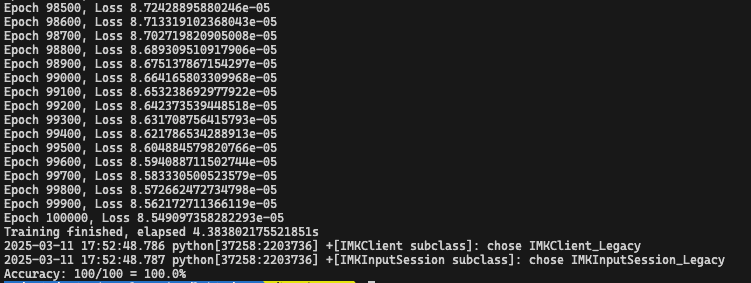 Epoch 98500, Loss 8.72428895580246e-05
Epoch 98600, Loss 8.713319102368043e-05
Epoch 98700, Loss 8.702719820905008e-05
Epoch 98800, Loss 8.689309510917906e-05
Epoch 98900, Loss 8.675137867154297e-05
Epoch 99000, Loss 8.664165803309968e-05
Epoch 99100, Loss 8.653238692977922e-05
Epoch 99200, Loss 8.642373539448518e-05
Epoch 99300, Loss 8.631708756415793e-05
Epoch 99400, Loss 8.621786534288913e-05
Epoch 99500, Loss 8.604884579820766e-05
Epoch 99600, Loss 8.594088711502744e-05
Epoch 99700, Loss 8.583330500523579e-05
Epoch 99800, Loss 8.572662472734798e-05
Epoch 99900, Loss 8.562172711366119e-05
Epoch 100000, Loss 8.549097358282293e-05
Training finished, elapsed 4.383802175521851s
2025-03-11 17:52:48.786 python[37258:2203736] +[IMKClient subclass]: chose IMKClient_Legacy
2025-03-11 17:52:48.787 python[37258:2203736] +[IMKInputSession subclass]: chose IMKInputSession_Legacy
Accuracy: 100/100 = 100.0%